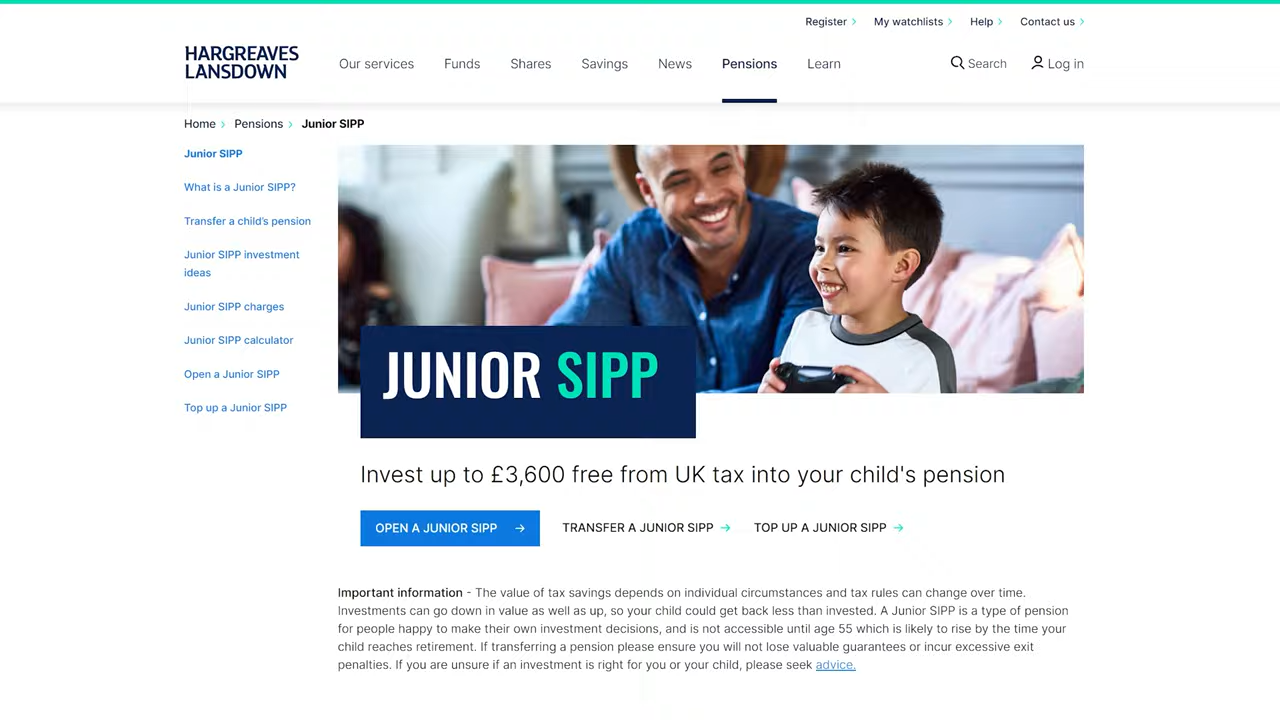 Register
My watchlists
Help
Contact us
HARGREAVES
LANSDOWN
Our services
Funds
Shares
Savings
News
Pensions
Learn
Search
Log in
Home
Pensions
Junior SIPP
Junior SIPP
What is a Junior SIPP?
Transfer a child's pension
Junior SIPP investment
ideas
Junior SIPP charges
Junior SIPP calculator
Open a Junior SIPP
Top up a Junior SIPP
JUNIOR SIPP
Invest up to £3,600 free from UK tax into your child's pension
OPEN A JUNIOR SIPP
TRANSFER A JUNIOR SIPP
TOP UP A JUNIOR SIPP
Important information - The value of tax savings depends on individual circumstances and tax rules can change over time.
Investments can go down in value as well as up, so your child could get back less than invested. A Junior SIPP is a type of pension
for people happy to make their own investment decisions, and is not accessible until age 55 which is likely to rise by the time your
child reaches retirement. If transferring a pension please ensure you will not lose valuable guarantees or incur excessive exit
penalties. If you are unsure if an investment is right for you or your child, please seek advice.